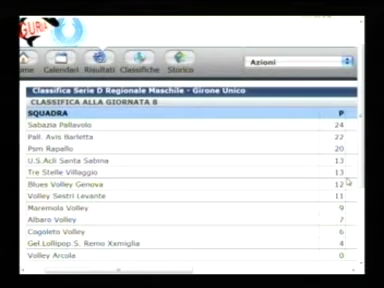 GURIA
ome Calendari Risultati Classifiche Storico
Azioni
Classifica Serie D Regionale Maschile - Girone Unico
CLASSIFICA ALLA GIORNATA 8
SQUADRA P
Sabazia Pallavolo 24
Pall. Avis Barletta 22
Psm Rapallo 20
U.S.Acli Santa Sabina 13
Tre Stelle Villaggio 13
Blues Volley Genova 12
Volley Sestri Levante 11
Maremola Volley 9
Albaro Volley 7
Cogoleto Volley 6
Gel.Lollipop.S. Remo Xxmiglia 4
Volley Arcola 0